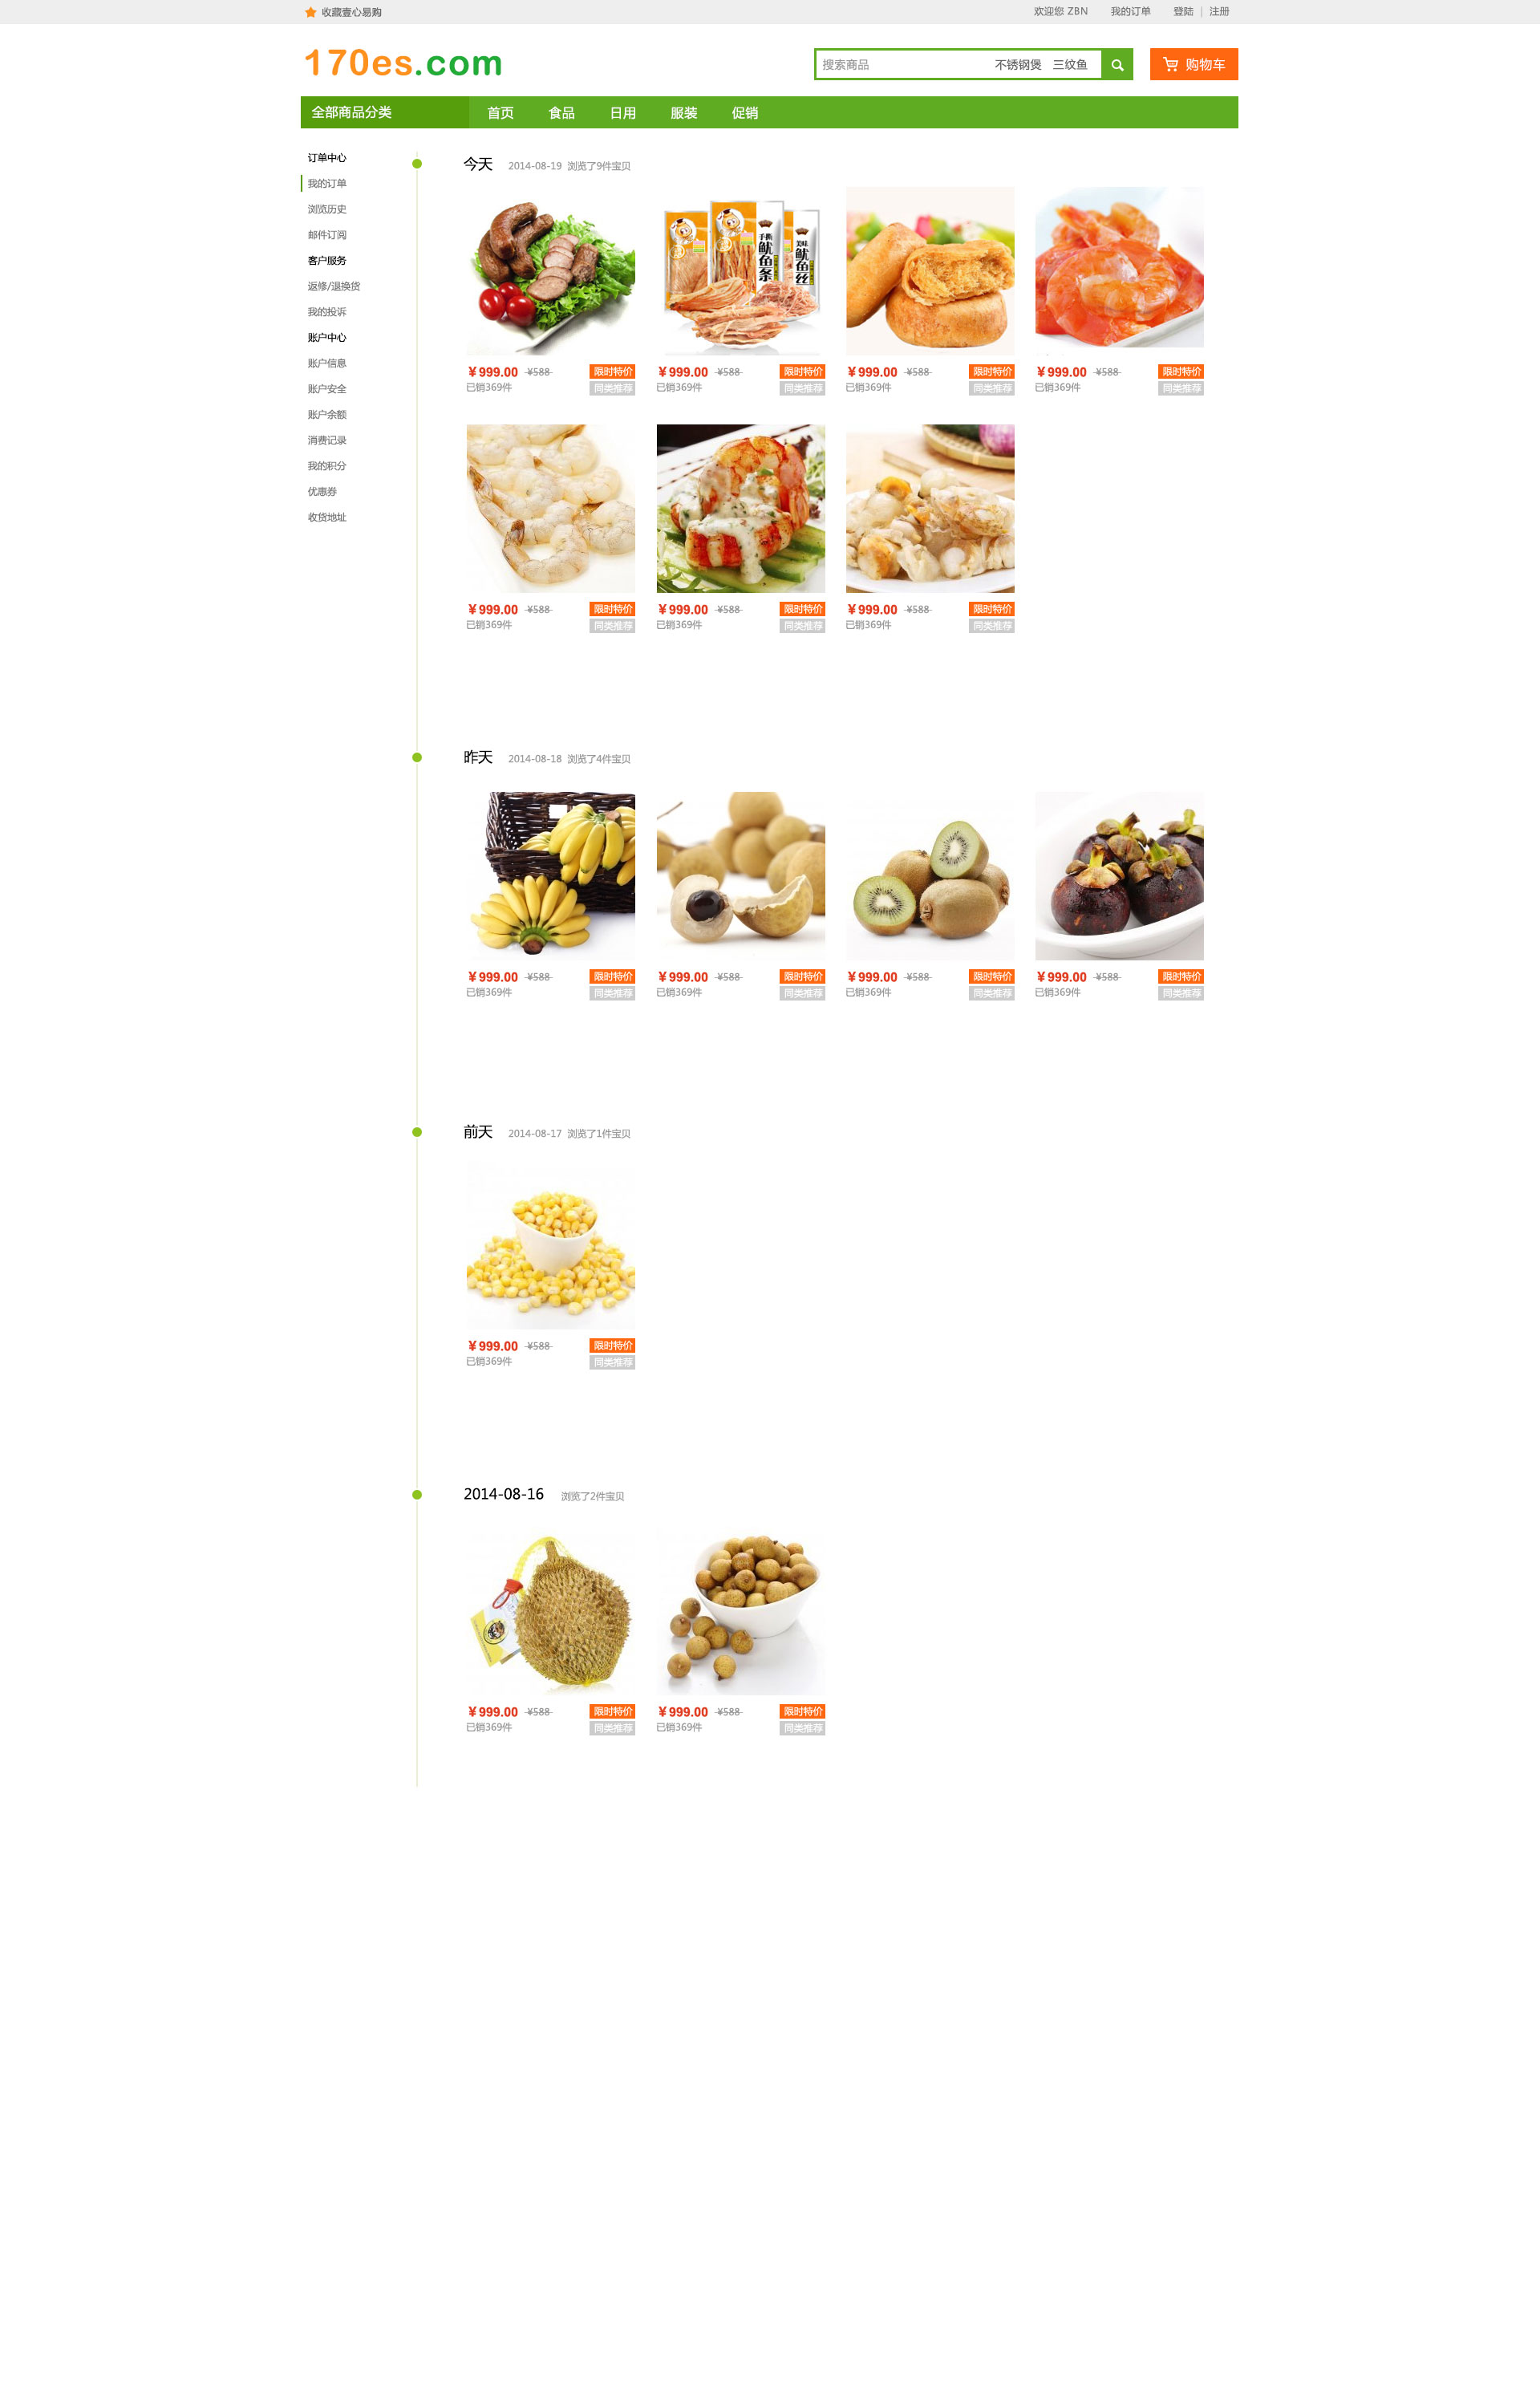 收藏壹心易购
欢迎您 ZBN 我的订单 登陆 | 注册
170es.com
搜索商品 不锈钢煲 三纹鱼
购物车
全部商品分类 首页 食品 日用 服装 促销
订单中心
我的订单
浏览历史
邮件订阅
客户服务
返修/退换货
我的投诉
账户中心
账户信息
账户安全
账户余额
消费记录
我的积分
优惠券
收货地址
今天 2014-08-19 浏览了9件宝贝
手撕鱿鱼条
美味鱿鱼丝
¥999.00 ¥588 限时特价
已销369件 同类推荐
¥999.00 ¥588 限时特价
已销369件 同类推荐
¥999.00 ¥588 限时特价
已销369件 同类推荐
¥999.00 ¥588 限时特价
已销369件 同类推荐
¥999.00 ¥588 限时特价
已销369件 同类推荐
¥999.00 ¥588 限时特价
已销369件 同类推荐
¥999.00 ¥588 限时特价
已销369件 同类推荐
昨天 2014-08-18 浏览了4件宝贝
¥999.00 ¥588 限时特价
已销369件 同类推荐
¥999.00 ¥588 限时特价
已销369件 同类推荐
¥999.00 ¥588 限时特价
已销369件 同类推荐
¥999.00 ¥588 限时特价
已销369件 同类推荐
前天 2014-08-17 浏览了1件宝贝
¥999.00 ¥588 限时特价
已销369件 同类推荐
2014-08-16 浏览了2件宝贝
¥999.00 ¥588 限时特价
已销369件 同类推荐
¥999.00 ¥588 限时特价
已销369件 同类推荐